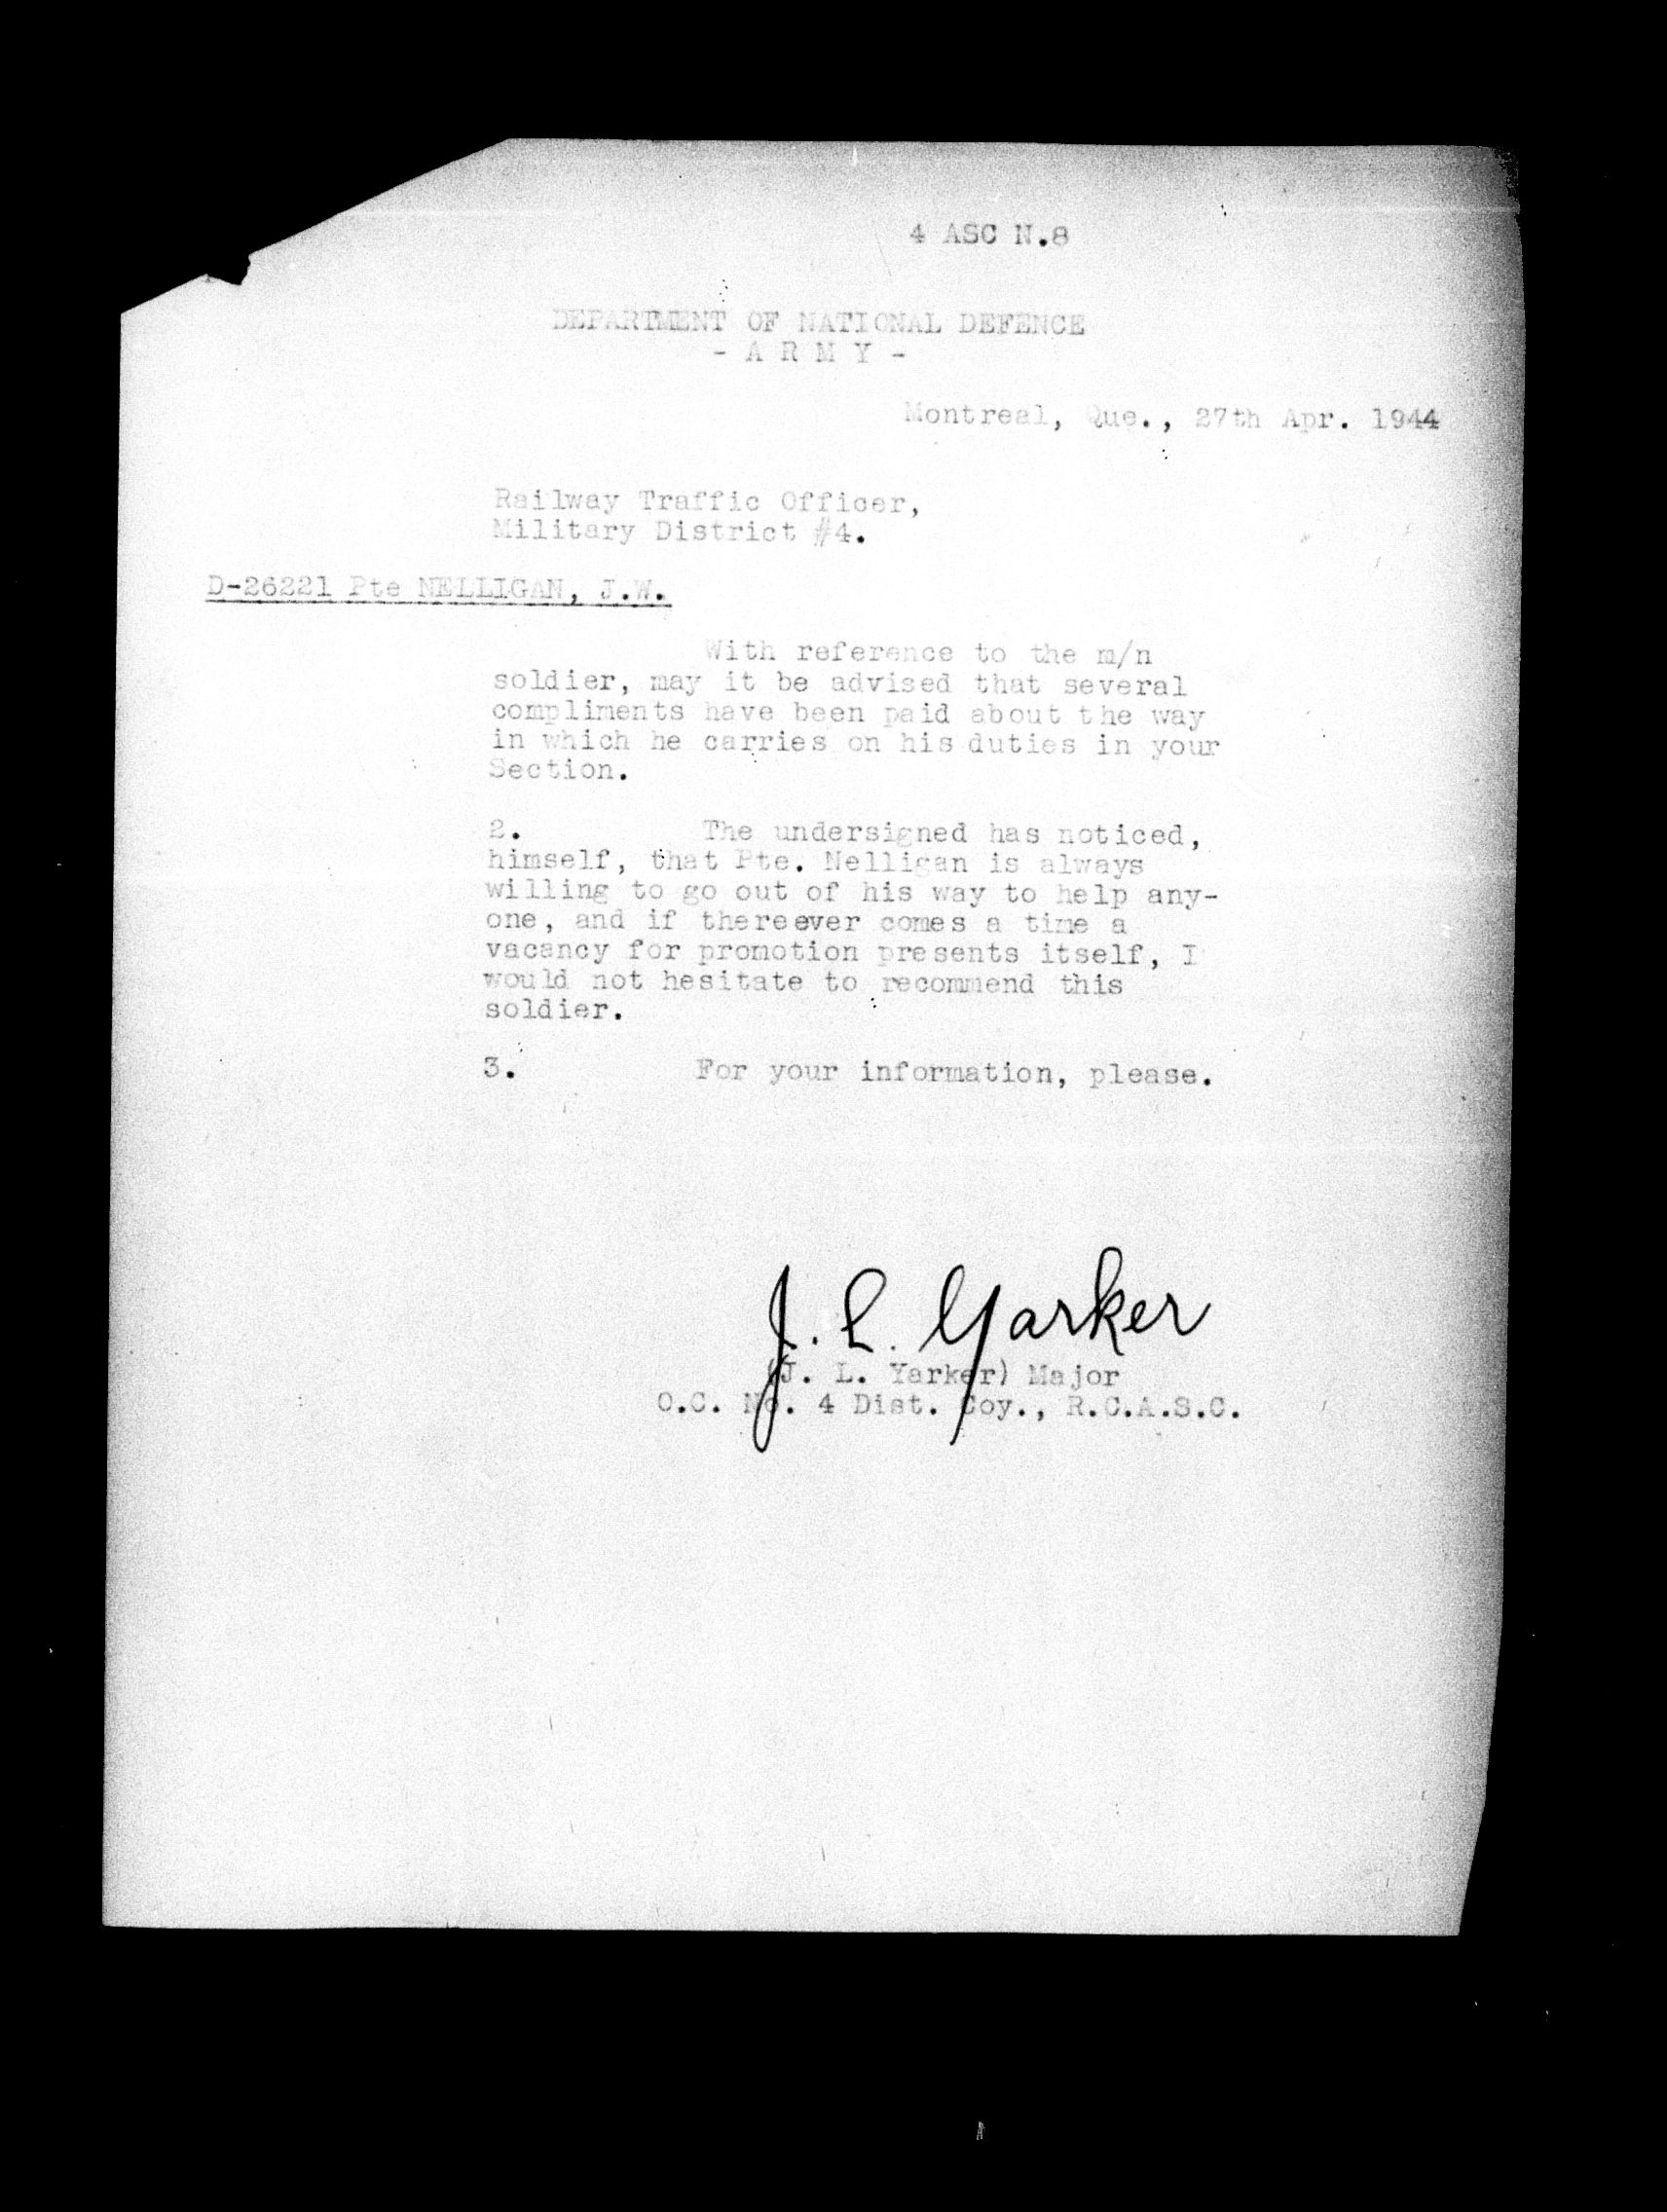 4 ASC N.8
DEPARTMENT OF NATIONAL DEFENCE
- A R M Y -
Montreal, Que., 27th Apr. 1944
Railway Traffic Officer,
Military District #4.
D-26221 Pte NELLIGAN, J.W.
With reference to the m/n
soldier, may it be advised that several
compliments have been paid about the way
in which he carries on his duties in your
Section.
2. The undersigned has noticed,
himself, that Pte. Nelligan is always
willing to go out of his way to help any-
one, and if thereever comes a time a
vacancy for promotion presents itself, I
would not hesitate to recommend this
soldier.
3. For your information, please.
J. L. Yarker
(J. L. Yarker) Major
O.C. No. 4 Dist. Coy., R.C.A.S.C.